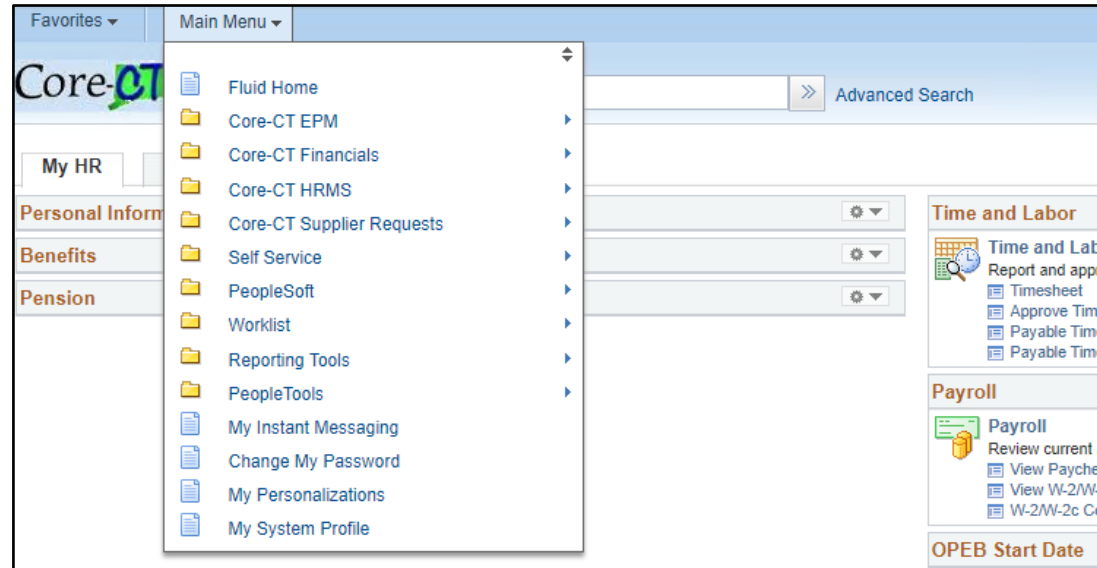 Favorites
Main Menu
Core-CT
Advanced Search
Fluid Home
Core-CT EPM
Core-CT Financials
Core-CT HRMS
Core-CT Supplier Requests
Self Service
PeopleSoft
Worklist
Reporting Tools
PeopleTools
My Instant Messaging
Change My Password
My Personalizations
My System Profile
My HR
Personal Inform
Benefits
Pension
Time and Labor
Time and Lab
Report and appr
Timesheet
Approve Tim
Payable Time
Payable Time
Payroll
Payroll
Review current
View Payche
View W-2/W-
W-2/W-2c Co
OPEB Start Date